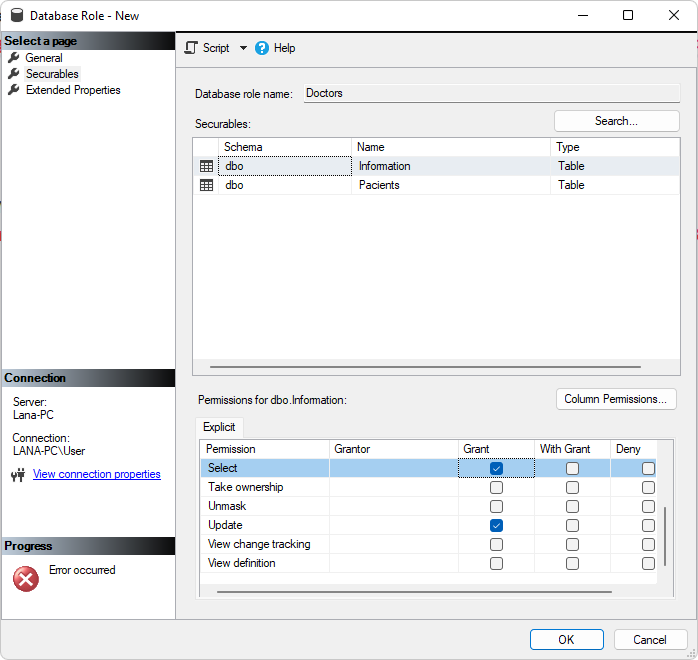 Database Role - New
Select a page
General
Securables
Extended Properties
Script
Help
Database role name: Doctors
Securables:
Search...
Schema Name Type
dbo Information Table
dbo Pacients Table
Connection
Server:
Lana-PC
Connection:
LANA-PC\User
View connection properties
Progress
Error occurred
Permissions for dbo.Information:
Column Permissions...
Explicit
Permission Grantor Grant With Grant Deny
Select
Take ownership
Unmask
Update
View change tracking
View definition
OK
Cancel